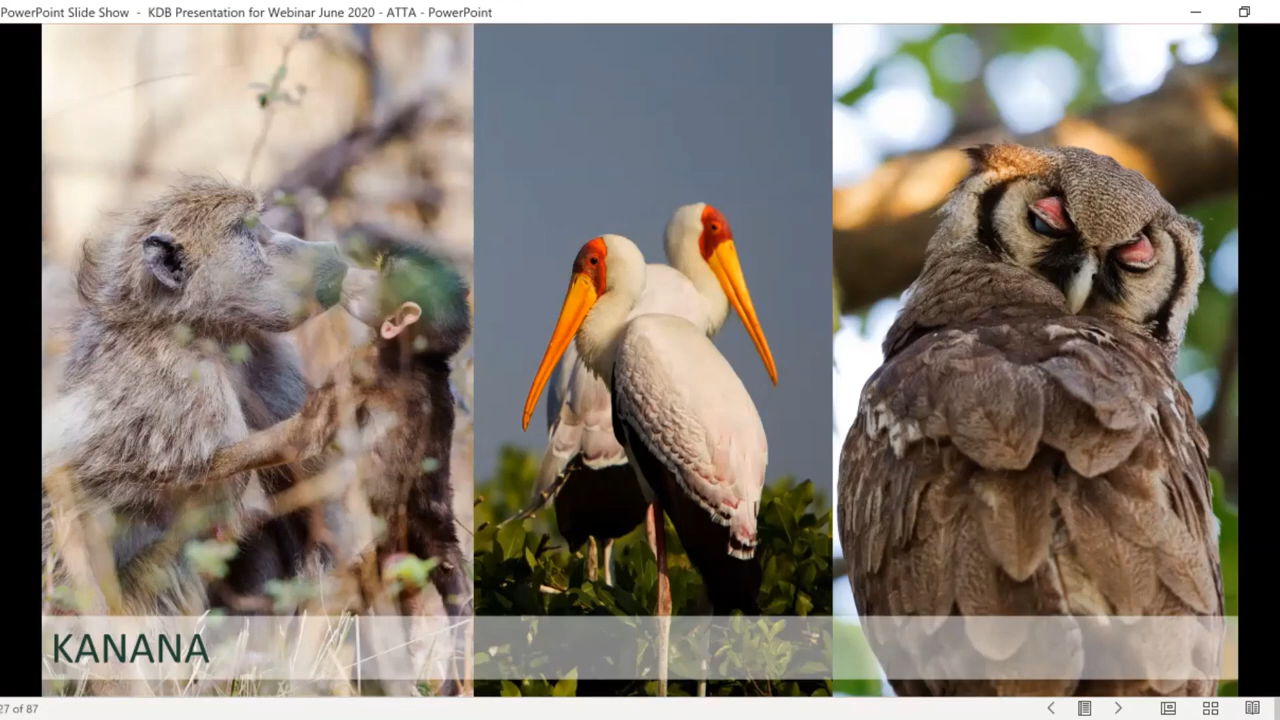 PowerPoint Slide Show - KDB Presentation for Webinar June 2020 - ATTA - PowerPoint
KANANA
27 of 87